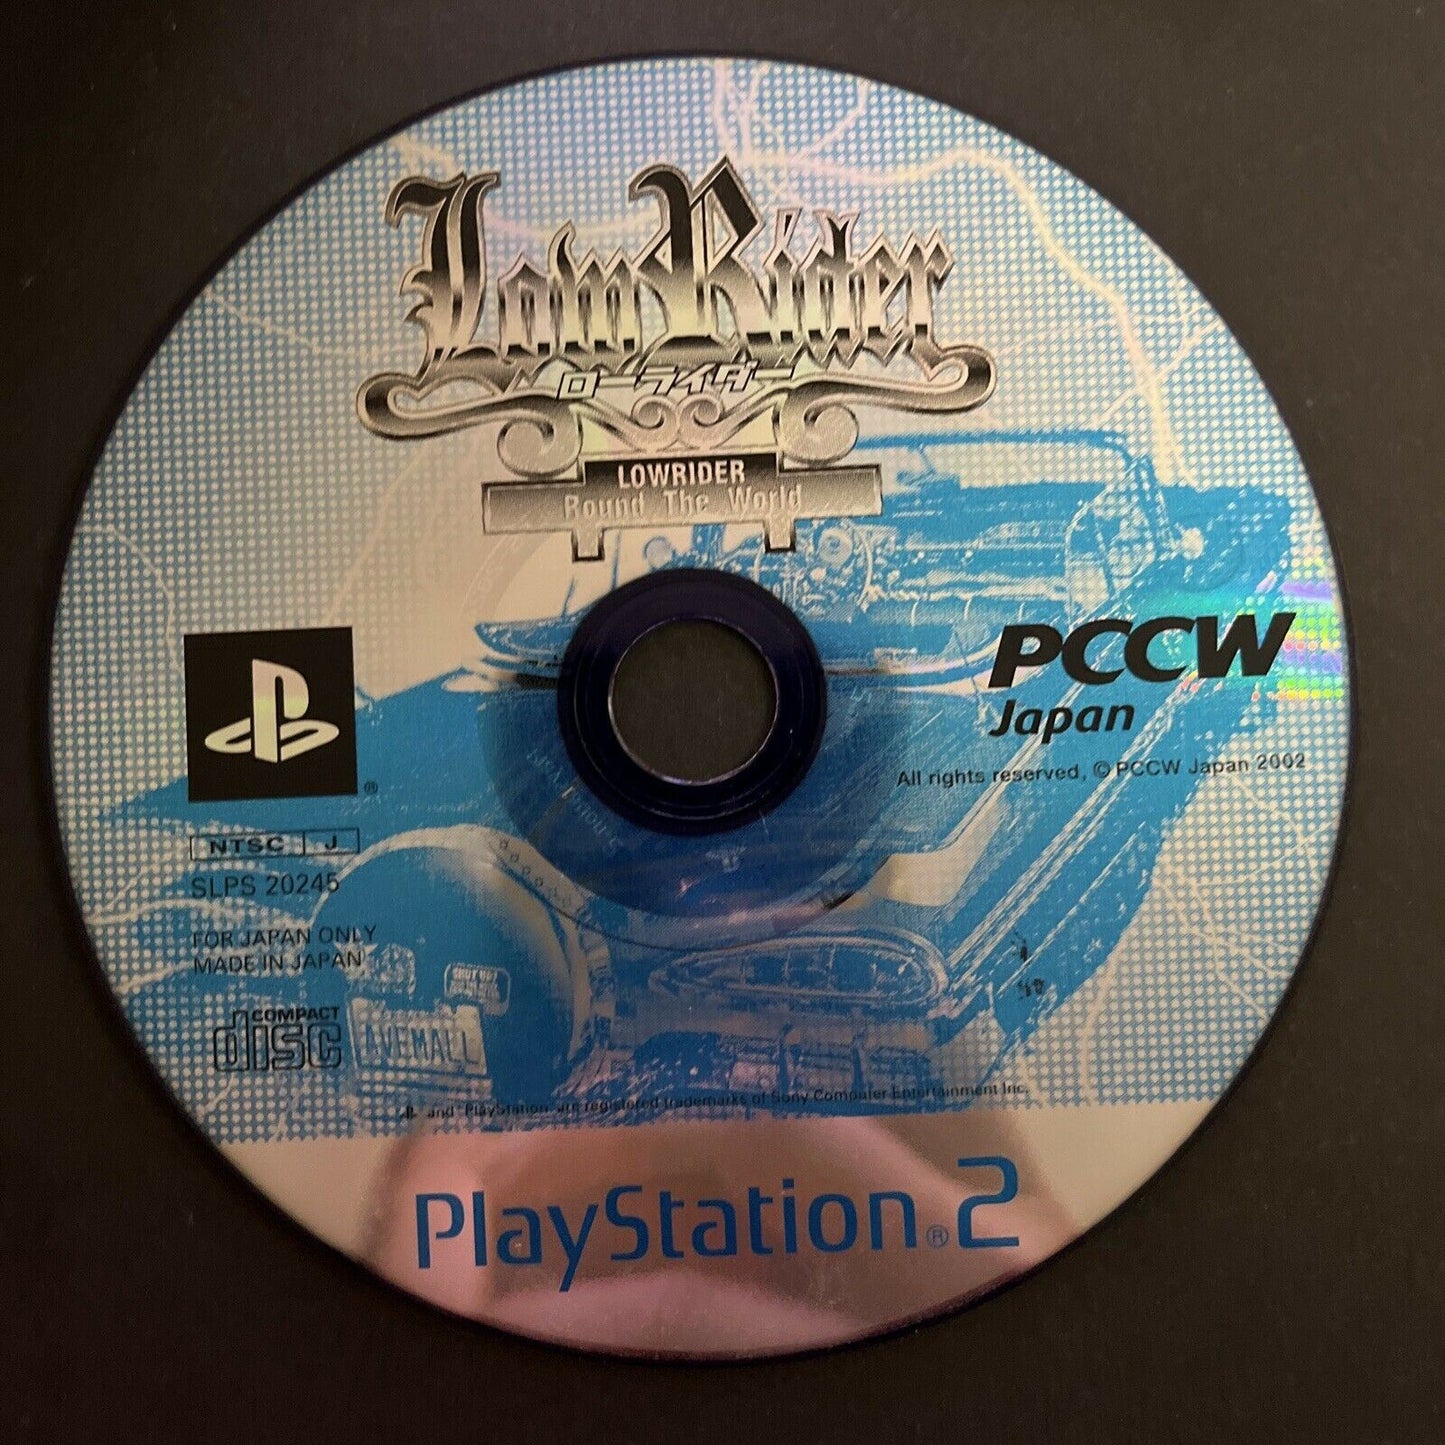 LowRider
ローライダー
LOWRIDER
Round The World
PCCW
Japan
All rights reserved, © PCCW Japan 2002
®
NTSC J
SLPS 20245
FOR JAPAN ONLY
MADE IN JAPAN
COMPACT
disc
AVEMALL
and "PlayStation" are registered trademarks of Sony Computer Entertainment Inc.
PlayStation®2